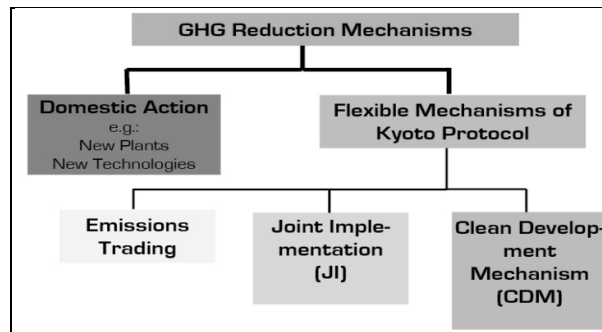 GHG Reduction Mechanisms
Domestic Action
e.g.:
New Plants
New Technologies
Flexible Mechanisms of
Kyoto Protocol
Emissions
Trading
Joint Imple-
mentation
(JI)
Clean Develop-
ment
Mechanism
(CDM)